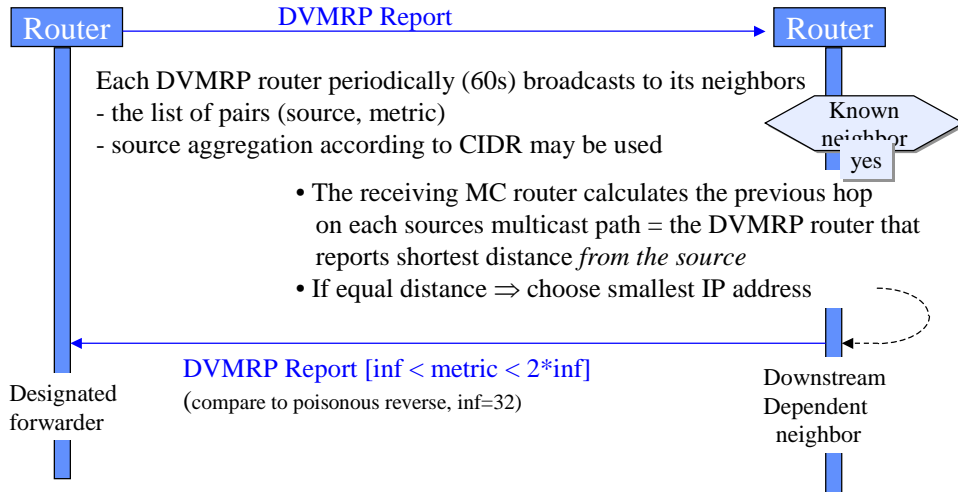 DVMRP Report
Router
Router
Each DVMRP router periodically (60s) broadcasts to its neighbors
- the list of pairs (source, metric)
- source aggregation according to CIDR may be used
Known
neighbor
yes
• The receiving MC router calculates the previous hop
on each sources multicast path = the DVMRP router that
reports shortest distance from the source
• If equal distance ⇒ choose smallest IP address
DVMRP Report [inf < metric < 2*inf]
(compare to poisonous reverse, inf=32)
Designated
forwarder
Downstream
Dependent
neighbor